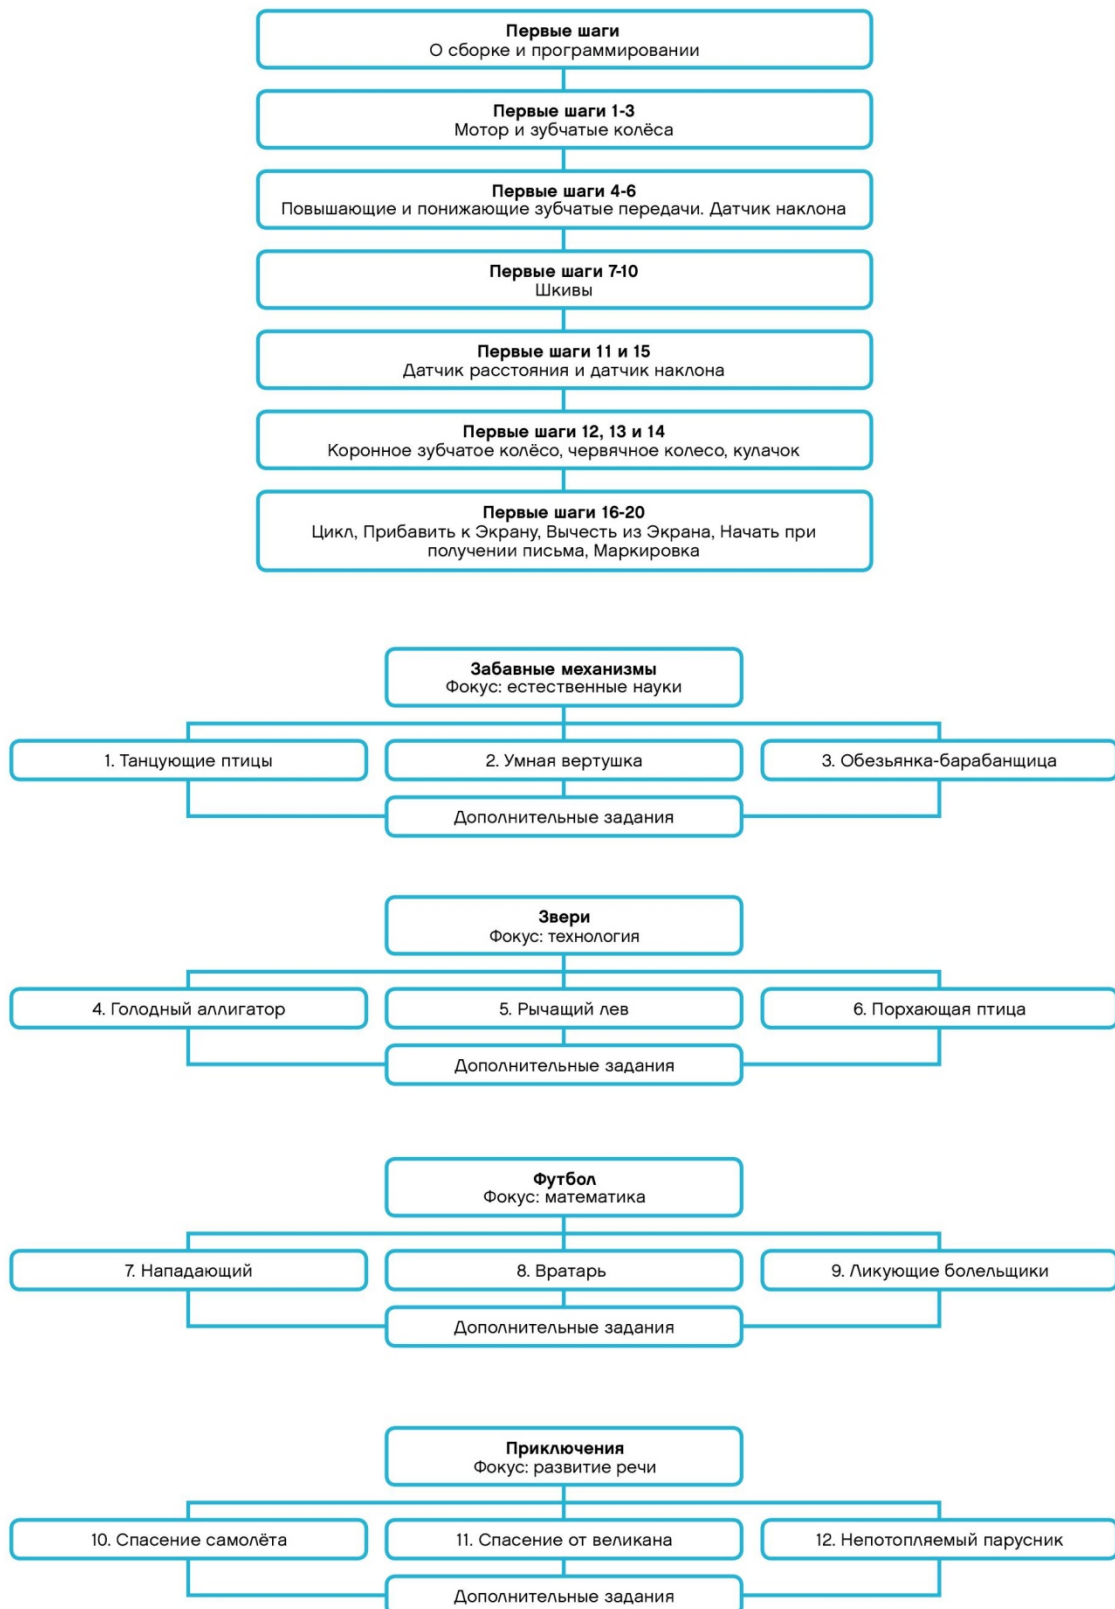 Первые шаги
О сборке и программировании
Первые шаги 1-3
Мотор и зубчатые колёса
Первые шаги 4-6
Повышающие и понижающие зубчатые передачи. Датчик наклона
Первые шаги 7-10
Шкивы
Первые шаги 11 и 15
Датчик расстояния и датчик наклона
Первые шаги 12, 13 и 14
Коронное зубчатое колёсо, червячное колесо, кулачок
Первые шаги 16-20
Цикл, Прибавить к Экрану, Вычесть из Экрана, Начать при
получении письма, Маркировка
Забавные механизмы
Фокус: естественные науки
1. Танцующие птицы
2. Умная вертушка
3. Обезьянка-барабанщица
Дополнительные задания
Звери
Фокус: технология
4. Голодный аллигатор
5. Рычащий лев
6. Порхающая птица
Дополнительные задания
Футбол
Фокус: математика
7. Нападающий
8. Вратарь
9. Ликующие болельщики
Дополнительные задания
Приключения
Фокус: развитие речи
10. Спасение самолёта
11. Спасение от великана
12. Непотопляемый парусник
Дополнительные задания